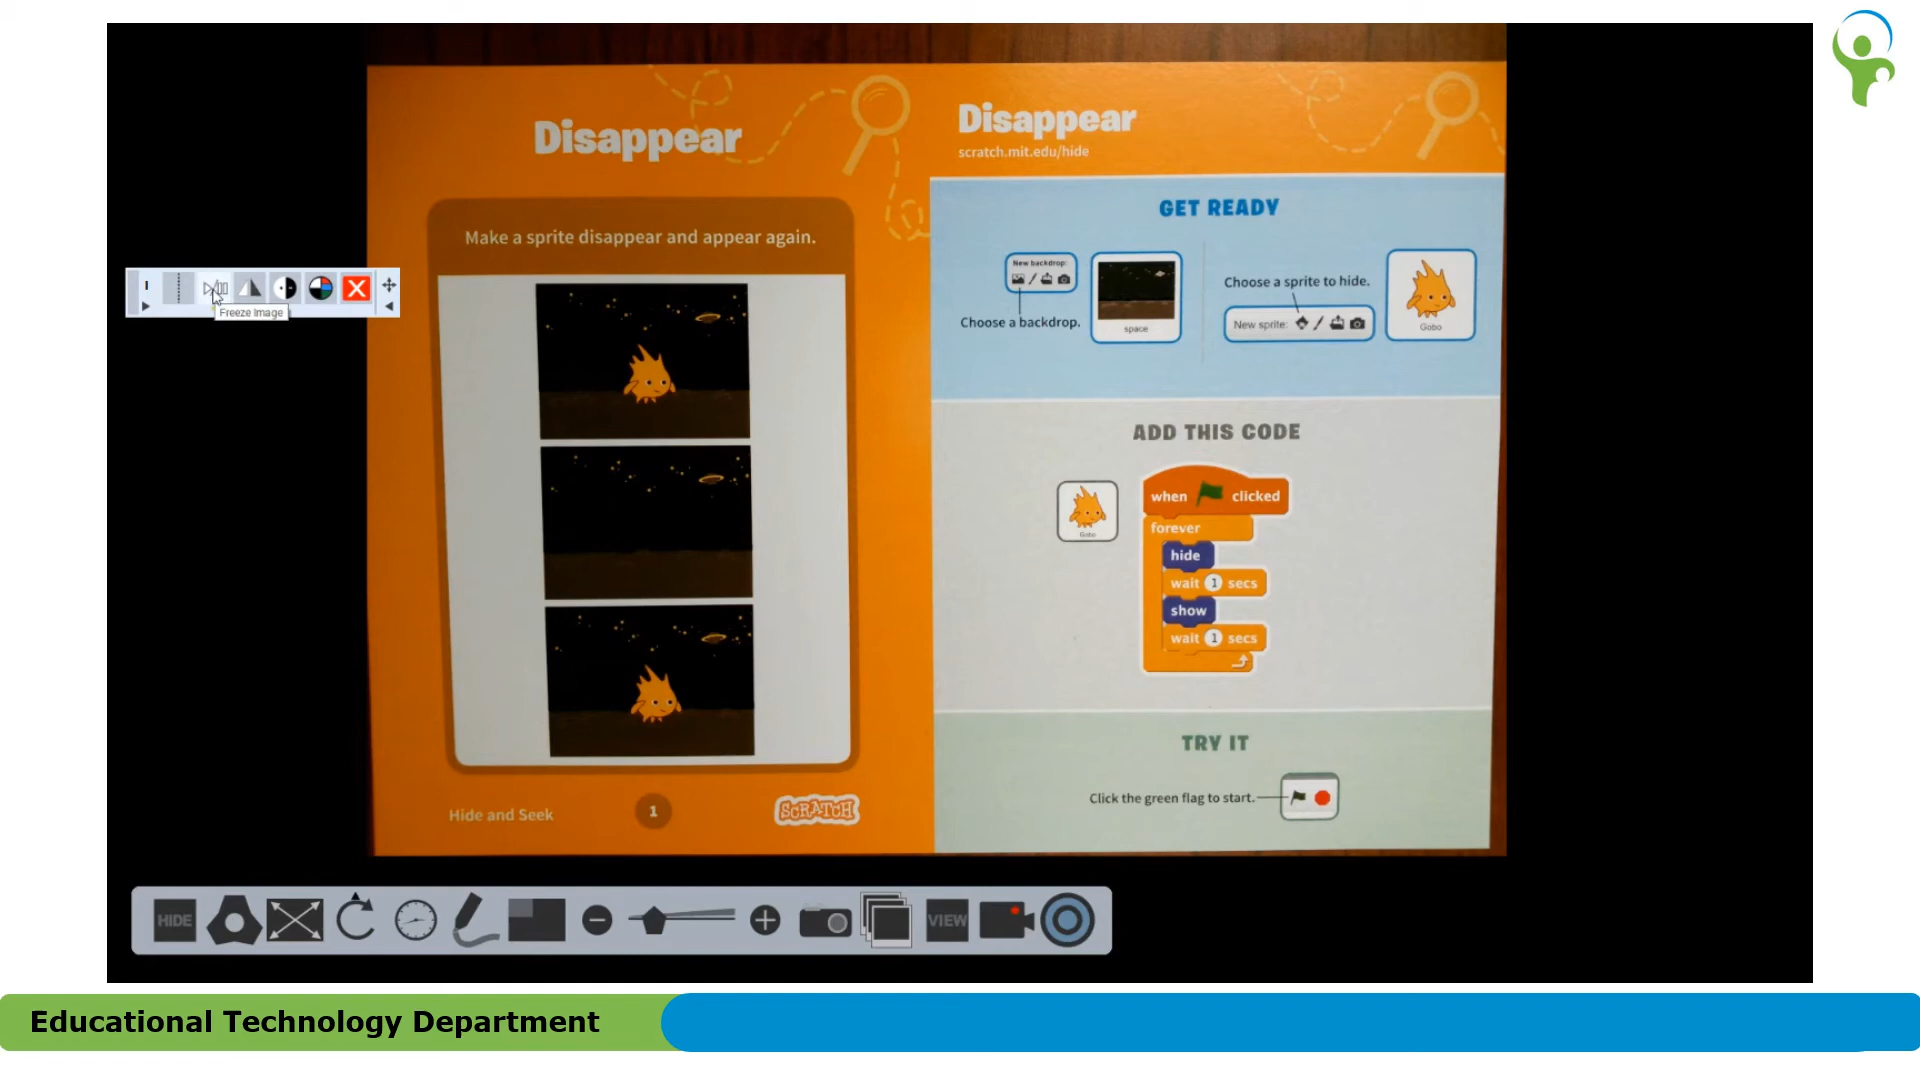 Disappear
Make a sprite disappear and appear again.
Hide and Seek
1
SCRATCH
Disappear
scratch.mit.edu/hide
GET READY
New backdrop:
Choose a backdrop.
space
Choose a sprite to hide.
New sprite:
Gobo
ADD THIS CODE
Gobo
when clicked
forever
hide
wait 1 secs
show
wait 1 secs
TRY IT
Click the green flag to start.
Freeze Image
HIDE
VIEW
Educational Technology Department